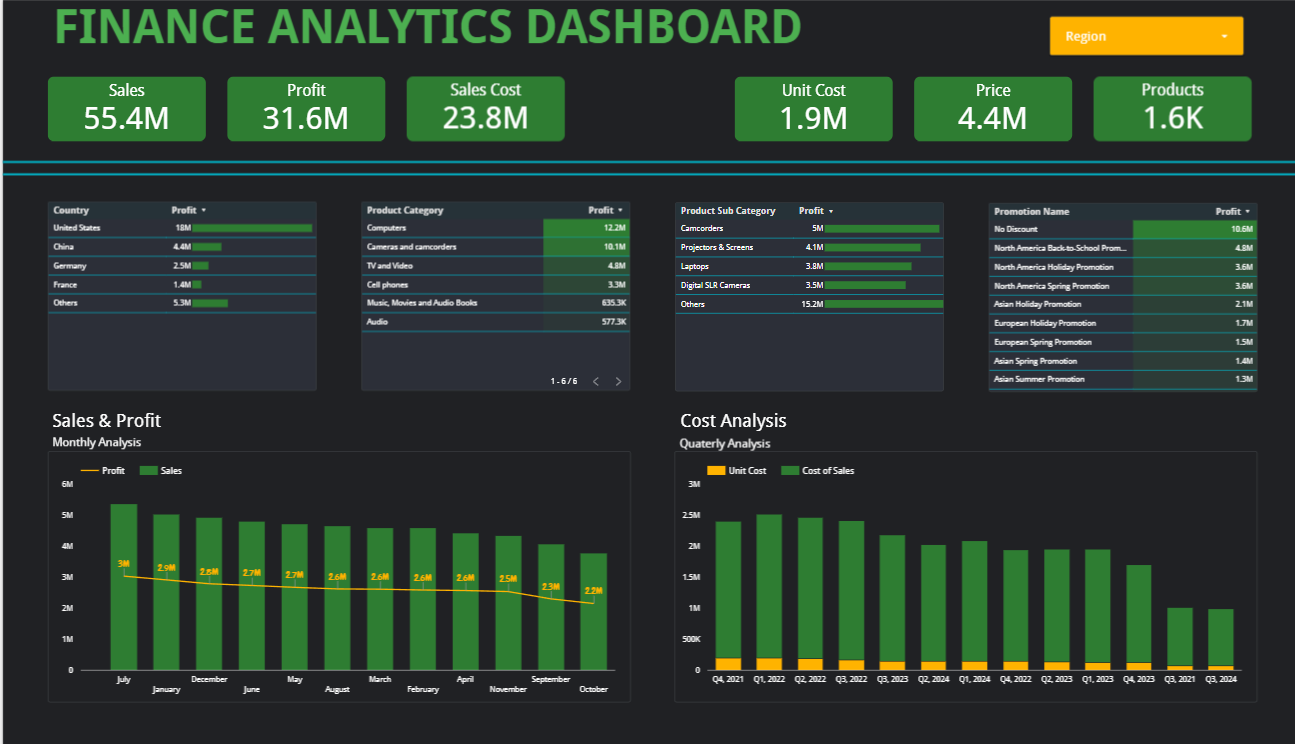 FINANCE ANALYTICS DASHBOARD
Region
Sales
55.4M
Profit
31.6M
Sales Cost
23.8M
Unit Cost
1.9M
Price
4.4M
Products
1.6K
Country Profit
United States 18M
China 4.4M
Germany 2.5M
France 1.4M
Others 5.3M
Product Category Profit
Computers 12.2M
Cameras and camcorders 10.1M
TV and Video 4.8M
Cell phones 3.3M
Music, Movies and Audio Books 635.3K
Audio 577.3K
1-6/6
Product Sub Category Profit
Camcorders 5M
Projectors & Screens 4.1M
Laptops 3.8M
Digital SLR Cameras 3.5M
Others 15.2M
Promotion Name Profit
No Discount 10.6M
North America Back-to-School Prom... 4.8M
North America Holiday Promotion 3.6M
North America Spring Promotion 3.6M
Asian Holiday Promotion 2.1M
European Holiday Promotion 1.7M
European Spring Promotion 1.5M
Asian Spring Promotion 1.4M
Asian Summer Promotion 1.3M
Sales & Profit
Monthly Analysis
Profit Sales
6M
5M
4M
3M
2M
1M
0
3M 2.9M 2.8M 2.7M 2.7M 2.6M 2.6M 2.6M 2.6M 2.5M 2.3M 2.2M
July January December June May August March February April November September October
Cost Analysis
Quaterly Analysis
Unit Cost Cost of Sales
3M
2.5M
2M
1.5M
1M
500K
0
Q4, 2021 Q1, 2022 Q2, 2022 Q3, 2022 Q3, 2023 Q2, 2024 Q1, 2024 Q4, 2022 Q2, 2023 Q1, 2023 Q4, 2023 Q3, 2021 Q3, 2024